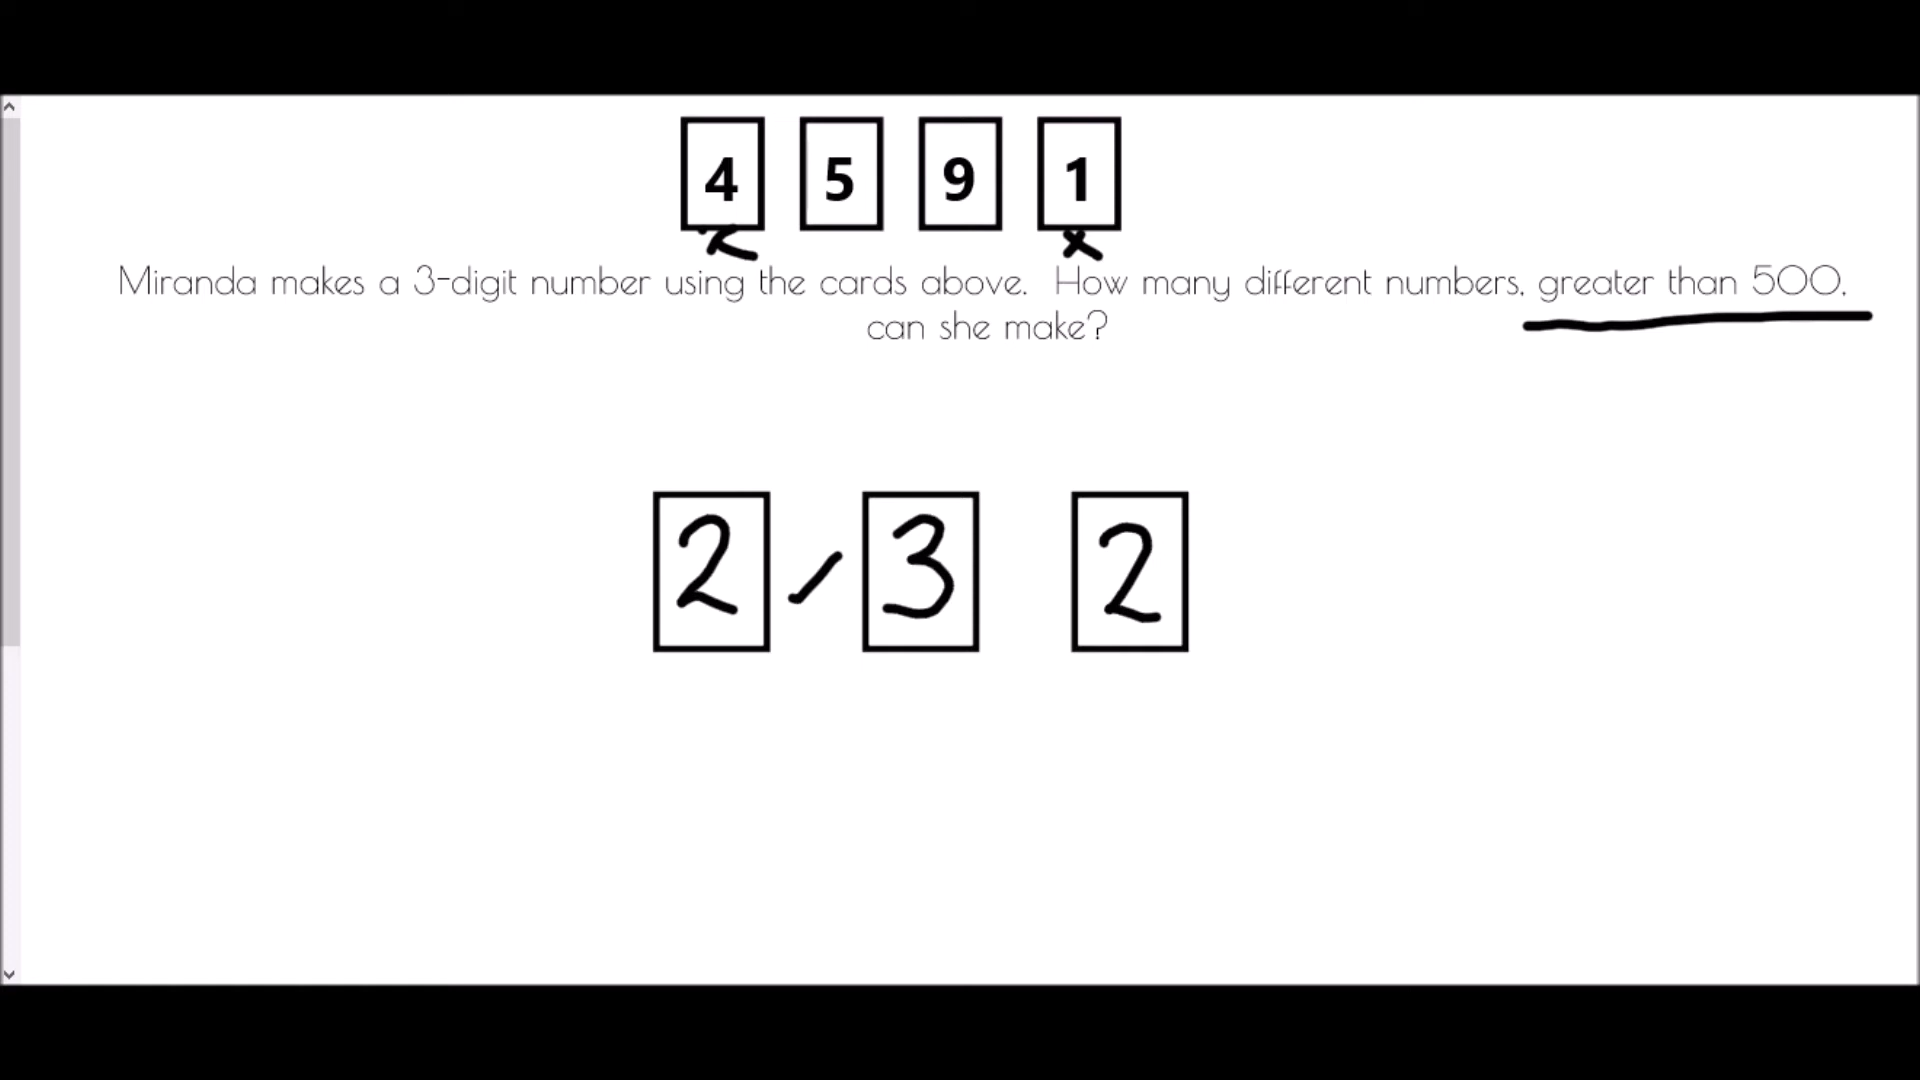 4 5 9 1
Miranda makes a 3-digit number using the cards above. How many different numbers, greater than 500,
can she make?
2 3 2